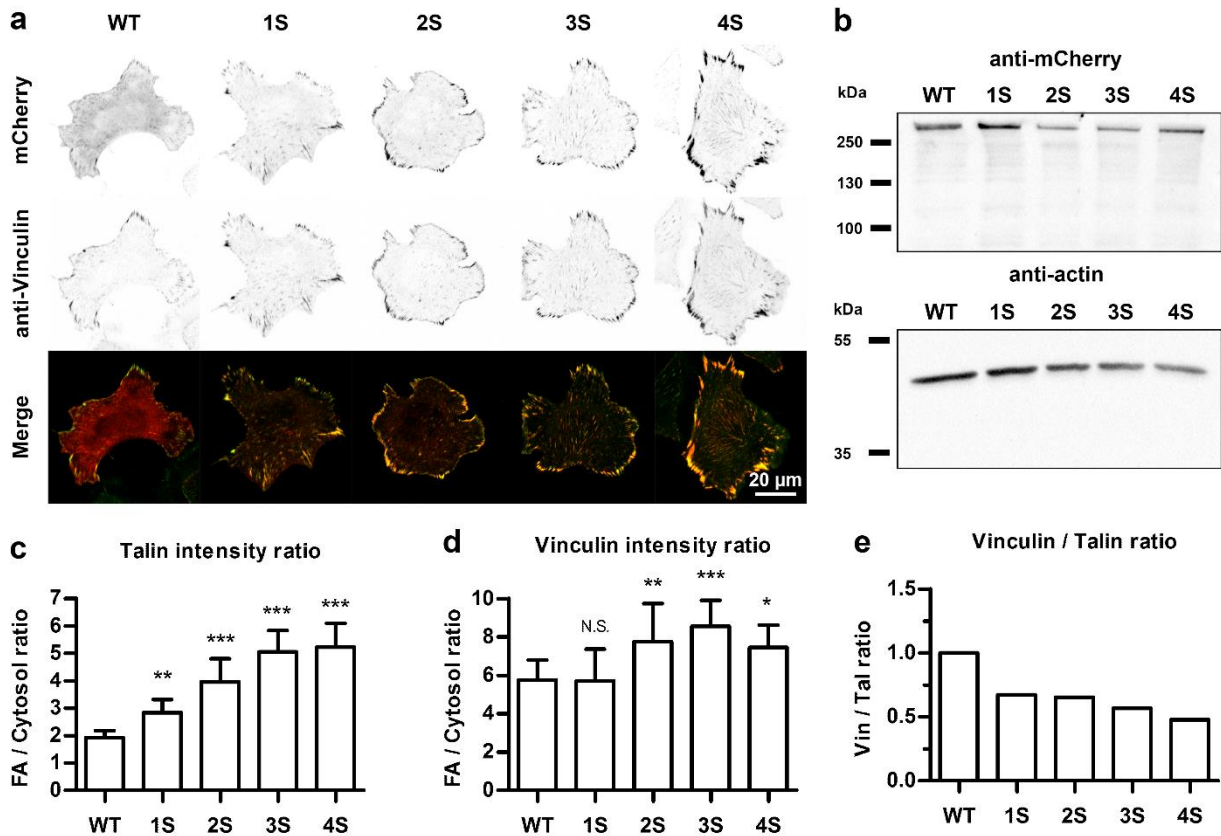 a
WT 1S 2S 3S 4S
mCherry
anti-Vinculin
Merge
20 µm
b
anti-mCherry
kDa
WT 1S 2S 3S 4S
250
130
100
anti-actin
kDa
WT 1S 2S 3S 4S
55
35
c
Talin intensity ratio
FA / Cytosol ratio
7
6
5
4
3
2
1
0
** *** *** ***
WT 1S 2S 3S 4S
d
Vinculin intensity ratio
FA / Cytosol ratio
10
8
6
4
2
0
N.S. ** *** *
WT 1S 2S 3S 4S
e
Vinculin / Talin ratio
Vin / Tal ratio
1.5
1.0
0.5
0.0
WT 1S 2S 3S 4S